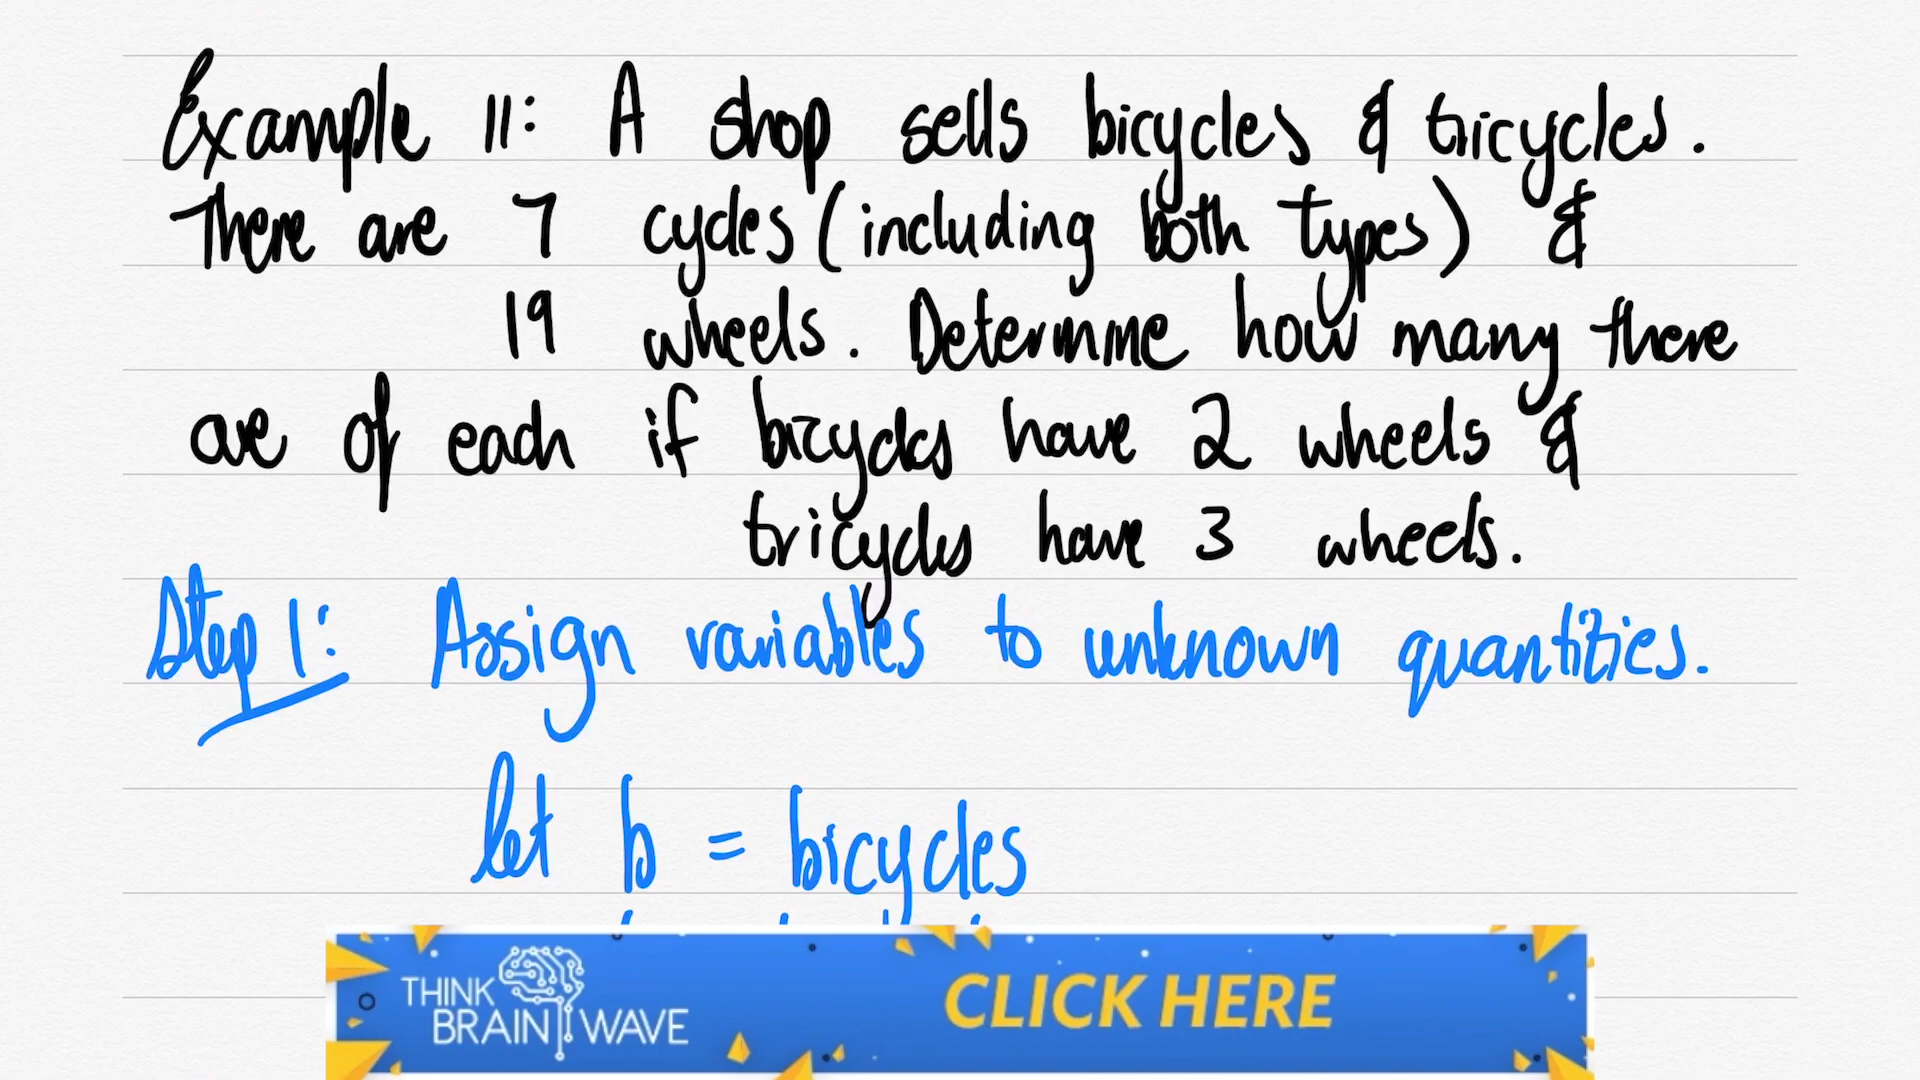 Example 11: A shop sells bicycles & tricycles.
There are 7 cycles (including both types) &
19 wheels. Determine how many there
are of each if bicycles have 2 wheels &
tricycles have 3 wheels.
Step 1: Assign variables to unknown quantities.
let b = bicycles
THINK
BRAIN WAVE
CLICK HERE